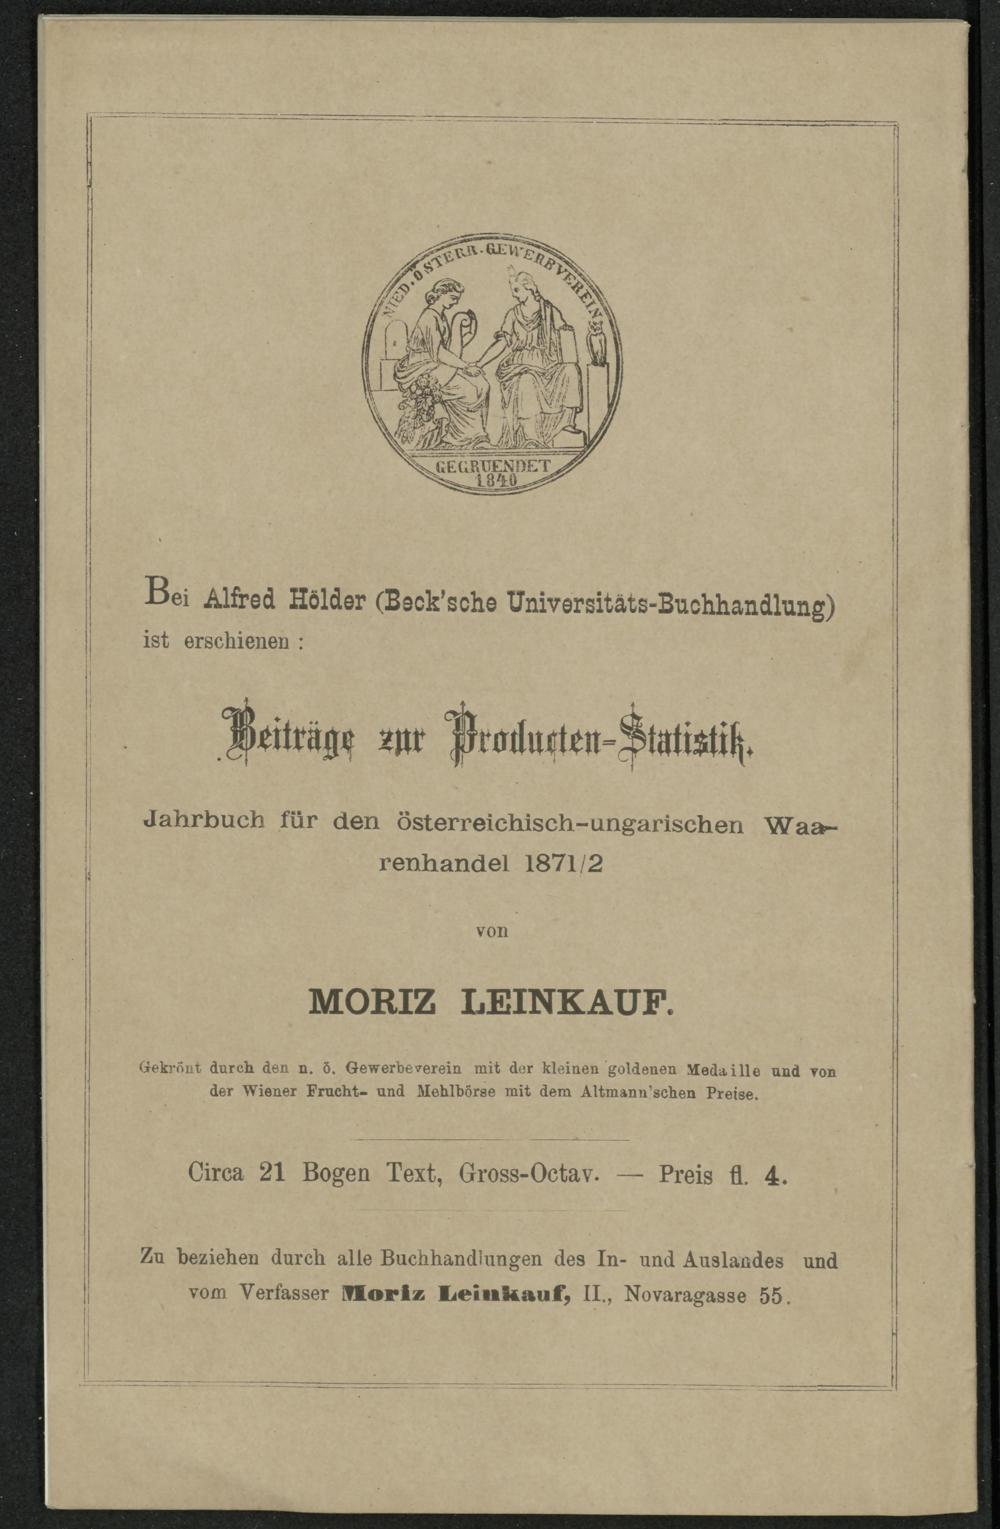 NIED. ÖSTERR. GEWERBVEREIN
GEGRUENDET
1840
Bei Alfred Hölder (Beck'sche Universitäts-Buchhandlung)
ist erschienen :
Beiträge zur Producten-Statistik.
Jahrbuch für den österreichisch-ungarischen Waa-
renhandel 1871/2
von
MORIZ LEINKAUF.
Gekrönt durch den n. ö. Gewerbeverein mit der kleinen goldenen Medaille und von
der Wiener Frucht- und Mehlbörse mit dem Altmann'schen Preise.
Circa 21 Bogen Text, Gross-Octav. — Preis fl. 4.
Zu beziehen durch alle Buchhandlungen des In- und Auslandes und
vom Verfasser Moriz Leinkauf, II., Novaragasse 55.